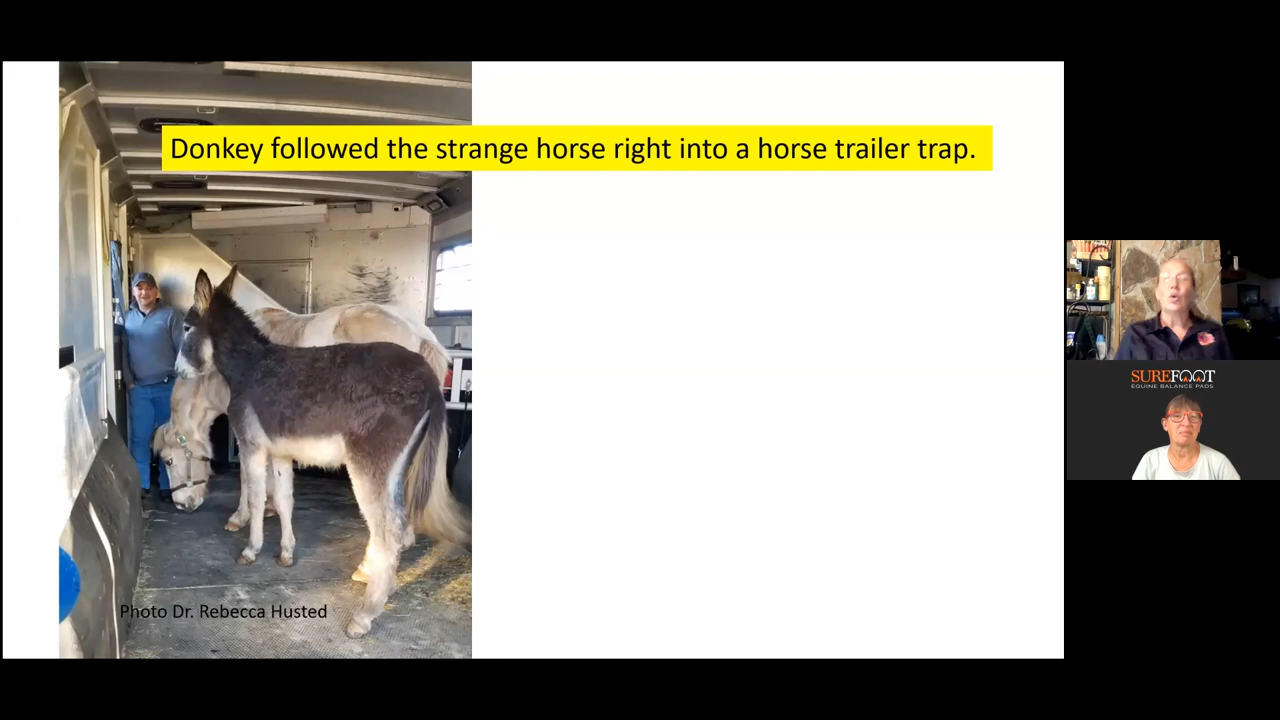 Donkey followed the strange horse right into a horse trailer trap.
Photo Dr. Rebecca Husted
SUREFOOT
EQUINE BALANCE PADS